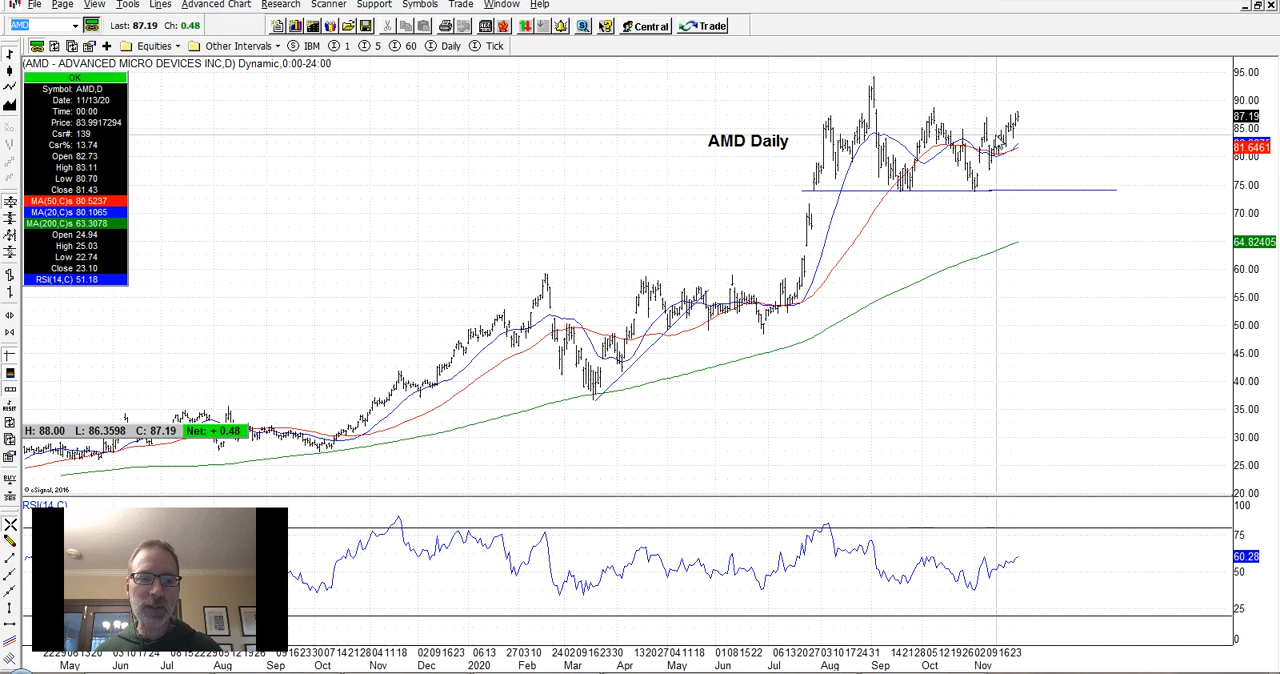 File Page View Tools Lines Advanced Chart Research Scanner Support Symbols Trade Window Help
AMD Last: 87.19 Ch: 0.48 Central Trade
Equities Other Intervals S IBM I 1 I 5 I 60 I Daily I Tick
(AMD - ADVANCED MICRO DEVICES INC,D) Dynamic,0:00-24:00
OK
Symbol: AMD,D
Date: 11/13/20
Time: 00:00
Price: 83.9917294
Csr#: 139
Csr%: 13.74
Open 82.73
High 83.11
Low 80.70
Close 81.43
MA(50,C)s 80.5237
MA(20,C)s 80.1065
MA(200,C)s 63.3078
Open 24.94
High 25.03
Low 22.74
Close 23.10
RSI(14,C) 51.18
AMD Daily
95.00
90.00
87.19
85.00
81.6461
80.00
75.00
70.00
64.82405
60.00
55.00
50.00
45.00
40.00
35.00
30.00
25.00
20.00
H: 88.00 L: 86.3598 C: 87.19 Net: + 0.48
© eSignal, 2016
RSI(14,C)
100
75
60.28
50
25
0
RESET
BUY
May Jun Jul Aug Sep Oct Nov Dec 2020 Feb Mar Apr May Jun Jul Aug Sep Oct Nov